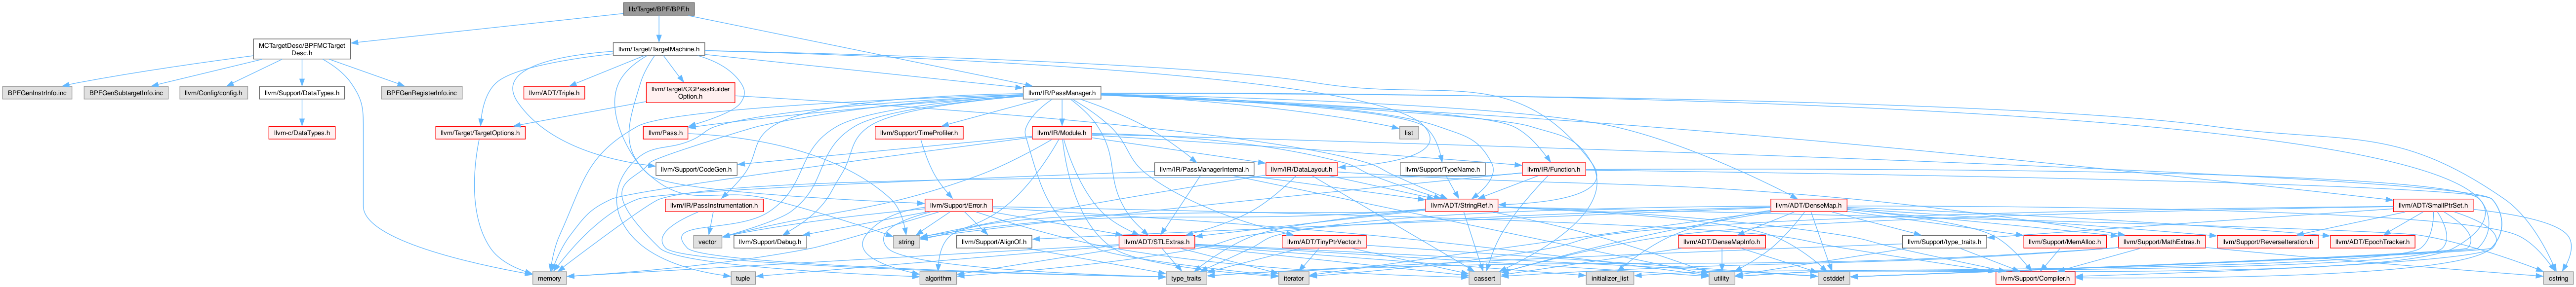 lib/Target/BPF/BPF.h
MCTargetDesc/BPFMCTarget
Desc.h
llvm/Target/TargetMachine.h
BPFGenInstrInfo.inc
BPFGenSubtargetInfo.inc
llvm/Config/config.h
llvm/Support/DataTypes.h
BPFGenRegisterInfo.inc
llvm/ADT/Triple.h
llvm/Target/CGPassBuilder
Option.h
llvm/IR/PassManager.h
llvm-c/DataTypes.h
llvm/Target/TargetOptions.h
llvm/Pass.h
llvm/Support/TimeProfiler.h
llvm/IR/Module.h
list
llvm/Support/CodeGen.h
llvm/IR/PassManagerInternal.h
llvm/IR/DataLayout.h
llvm/Support/TypeName.h
llvm/IR/Function.h
llvm/IR/PassInstrumentation.h
llvm/Support/Error.h
llvm/ADT/StringRef.h
llvm/ADT/DenseMap.h
llvm/ADT/SmallPtrSet.h
vector
llvm/Support/Debug.h
string
llvm/Support/AlignOf.h
llvm/ADT/STLExtras.h
llvm/ADT/TinyPtrVector.h
llvm/ADT/DenseMapInfo.h
llvm/Support/type_traits.h
llvm/Support/MemAlloc.h
llvm/Support/MathExtras.h
llvm/Support/ReverseIteration.h
llvm/ADT/EpochTracker.h
memory
tuple
algorithm
type_traits
iterator
cassert
initializer_list
utility
cstddef
llvm/Support/Compiler.h
cstring